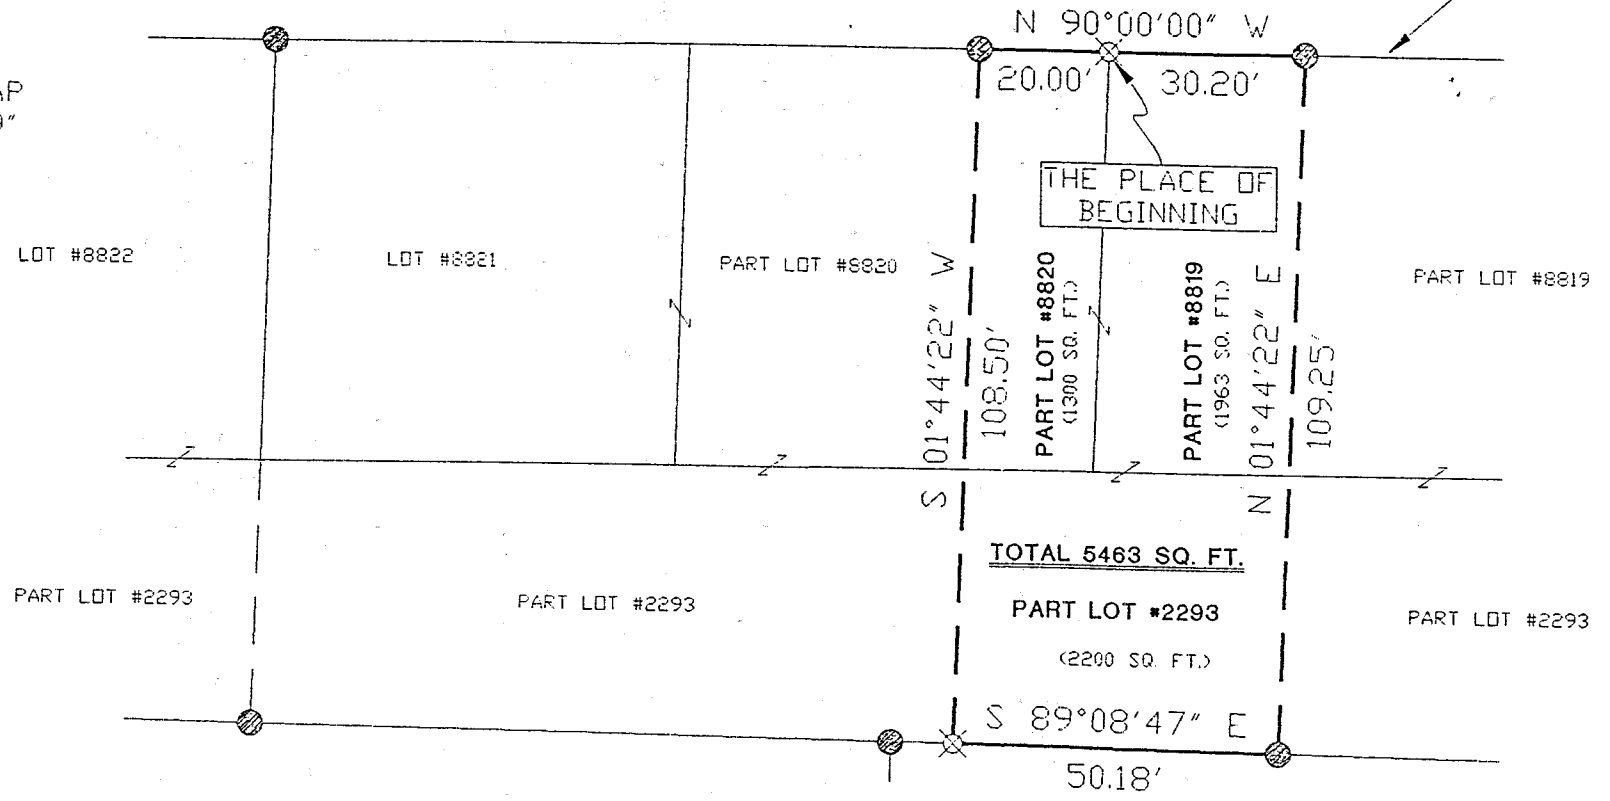 N 90°00'00" W
20.00'
30.20'
AP
9"
THE PLACE OF
BEGINNING
LOT #8822
LOT #8821
PART LOT #8820
S 01°44'22" W
108.50'
PART LOT #8820
(1300 SQ. FT.)
PART LOT #8819
(1963 SQ. FT.)
N 01°44'22" E
109.25'
PART LOT #8819
TOTAL 5463 SQ. FT.
PART LOT #2293
PART LOT #2293
PART LOT #2293
(2200 SQ. FT.)
PART LOT #2293
S 89°08'47" E
50.18'